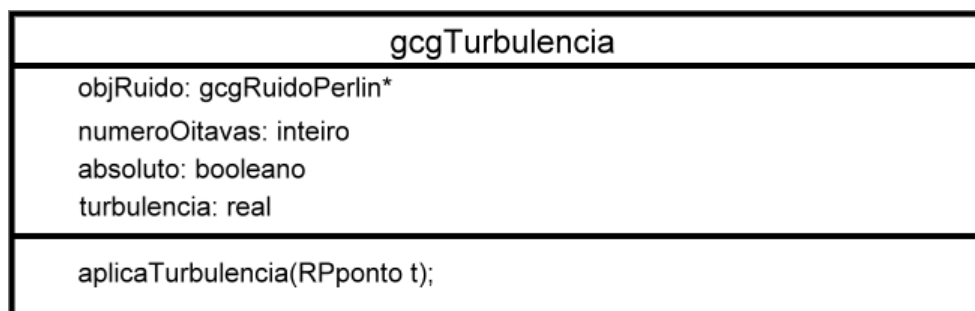 gcgTurbulencia
objRuido: gcgRuidoPerlin*
numeroOitavas: inteiro
absoluto: booleano
turbulencia: real
aplicaTurbulencia(RPponto t);